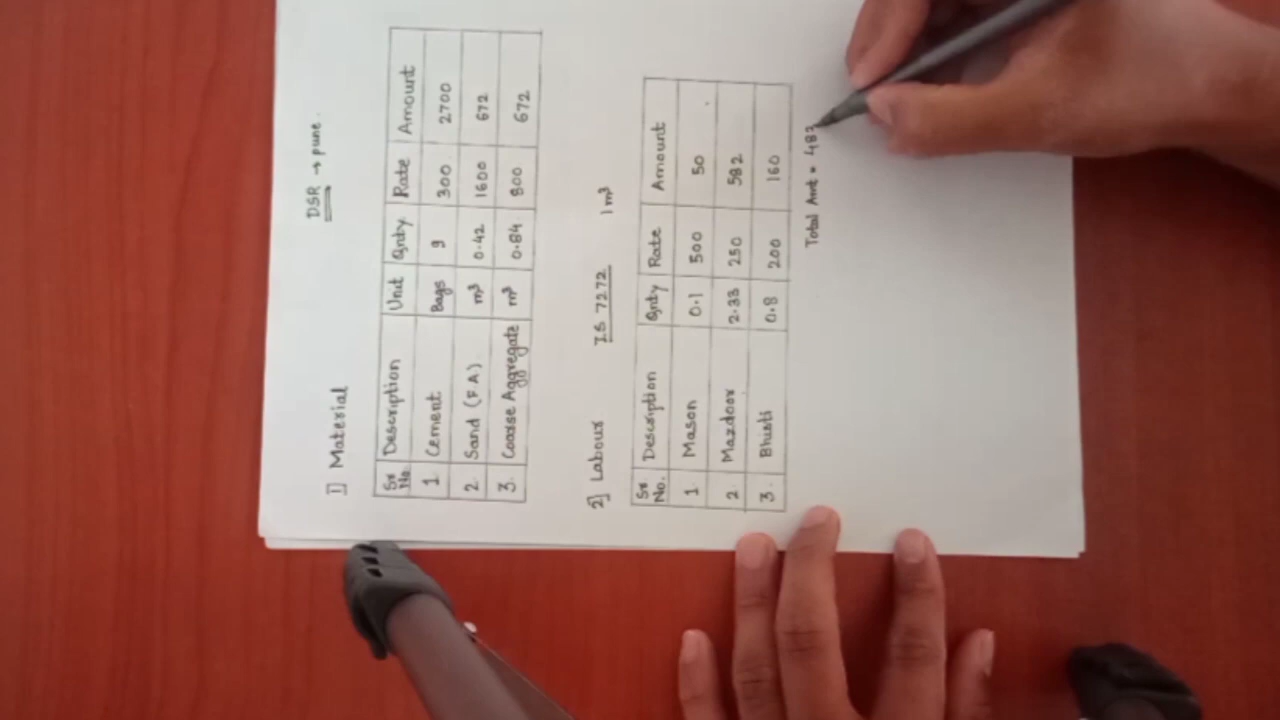 DSR → pune.
1] Material
Sr No. Description Unit Qnty. Rate Amount
1. Cement Bags 9 300 2700
2. Sand (FA) m³ 0.42 1600 672
3. Coarse Aggregate m³ 0.84 800 672
2] Labour IS 7272 1 m³
Sr No. Description Qnty Rate Amount
1 Mason 0.1 500 50
2 Mazdoor 2.33 250 582
3. Bhisti 0.8 200 160
Total Amt = 483